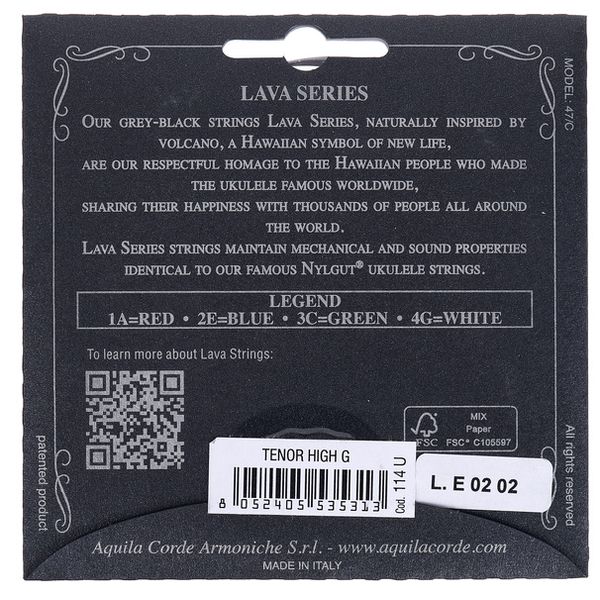 LAVA SERIES
OUR GREY-BLACK STRINGS LAVA SERIES, NATURALLY INSPIRED BY
VOLCANO, A HAWAIIAN SYMBOL OF NEW LIFE,
ARE OUR RESPECTFUL HOMAGE TO THE HAWAIIAN PEOPLE WHO MADE
THE UKULELE FAMOUS WORLDWIDE,
SHARING THEIR HAPPINESS WITH THOUSANDS OF PEOPLE ALL AROUND
THE WORLD.
LAVA SERIES STRINGS MAINTAIN MECHANICAL AND SOUND PROPERTIES
IDENTICAL TO OUR FAMOUS NYLGUT® UKULELE STRINGS.
LEGEND
1A=RED • 2E=BLUE • 3C=GREEN • 4G=WHITE
To learn more about Lava Strings:
MODEL: 47/C
FSC
MIX
Paper
FSC® C105597
patented product
All rights reserved
TENOR HIGH G
8 052405 535313
Cod. 114 U
L. E 02 02
Aquila Corde Armoniche S.r.l. - www.aquilacorde.com
MADE IN ITALY